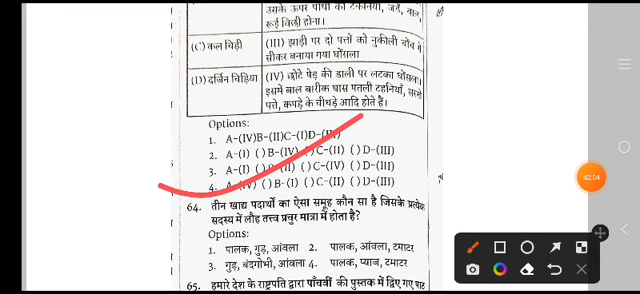 उसके ऊपर पौधों की टहनियाँ, जड़ें, बाल,
रूई बिछी होना।
(C) कल चिड़ी
(III) झाड़ी पर दो पत्तों को नुकीली चोंच से
सीकर बनाया गया घोंसला
(D) दर्जिन चिड़िया
(IV) छोटे पेड़ की डाली पर लटका घोंसला।
इसमें बाल बारीक घास पत्तली टहनियाँ,
पत्ते, कपड़े के चीथड़े आदि होते हैं।
Options:
1. A-(IV)B-(II)C-(I)D-(III)
2. A-(I) ( ) B-(IV) ( ) C-(II) ( ) D-(III)
3. A-(I) ( ) B-(II) ( ) C-(IV) ( ) D-(III)
4. A-(IV) ( ) B-(I) ( ) C-(II) ( ) D-(III)
64. तीन खाद्य पदार्थों का ऐसा समूह कौन सा है जिसके प्रत्येक
सदस्य में लौह तत्त्व प्रचुर मात्रा में होता है?
Options:
1. पालक, गुड़, आंवला 2. पालक, आंवला, टमाटर
3. गुड़, बंदगोभी, आंवला 4. पालक, प्याज, टमाटर
65. हमारे देश के राष्ट्रपति द्वारा पाँचवीं की पुस्तक में दिए गए पाठ
42:04